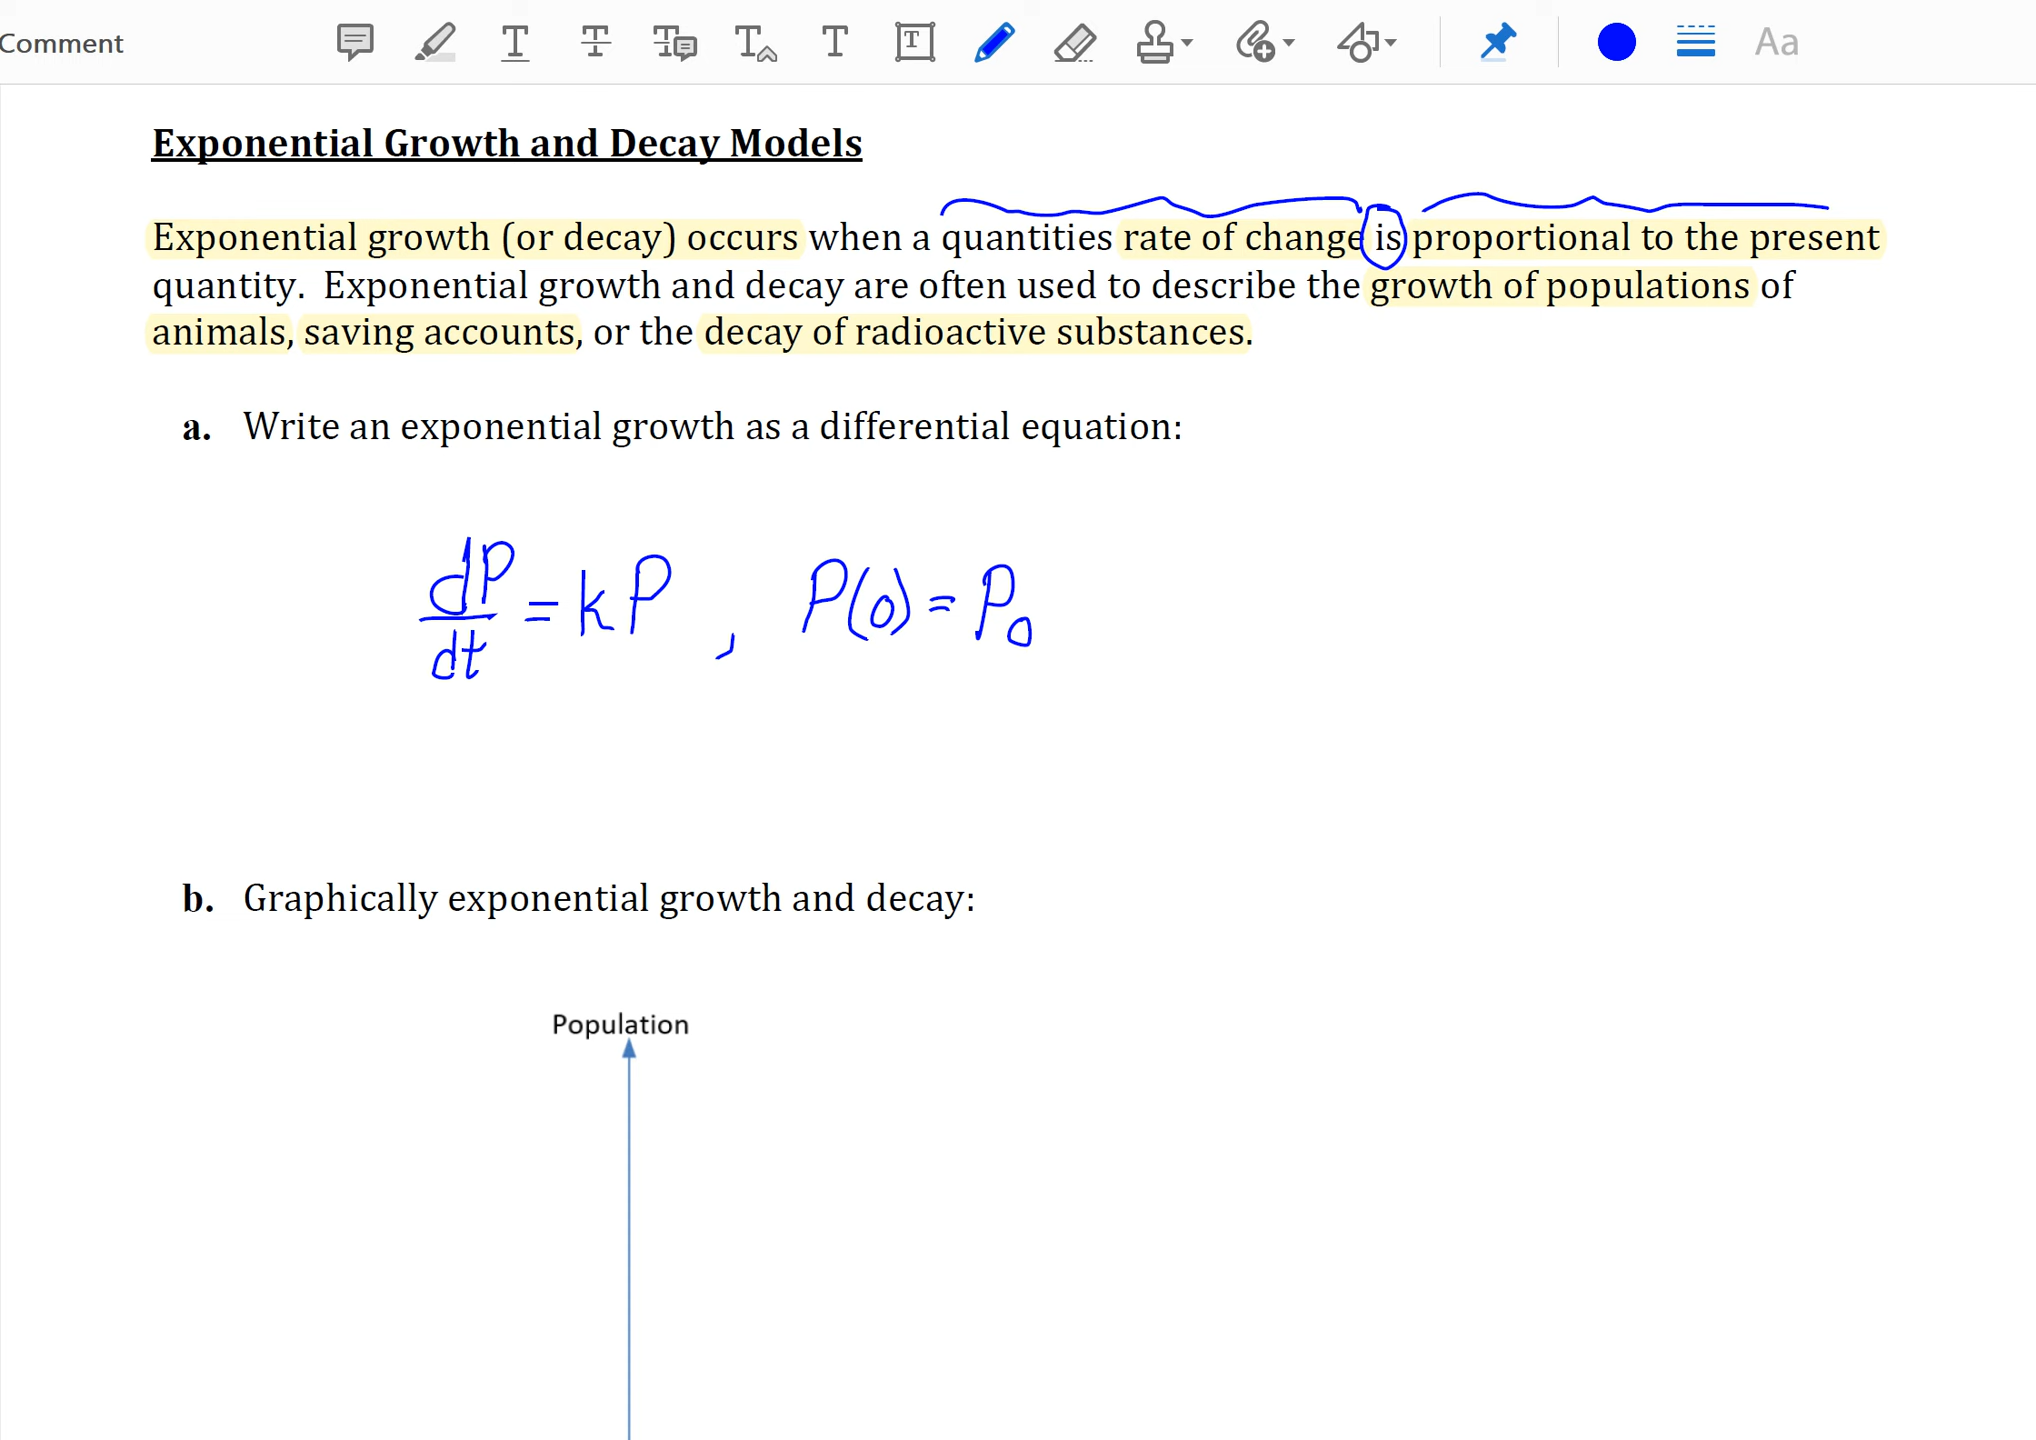 Comment
Aa
Exponential Growth and Decay Models
Exponential growth (or decay) occurs when a quantities rate of change is proportional to the present
quantity. Exponential growth and decay are often used to describe the growth of populations of
animals, saving accounts, or the decay of radioactive substances.
a. Write an exponential growth as a differential equation:
dP/dt = kP , P(0) = P₀
b. Graphically exponential growth and decay:
Population